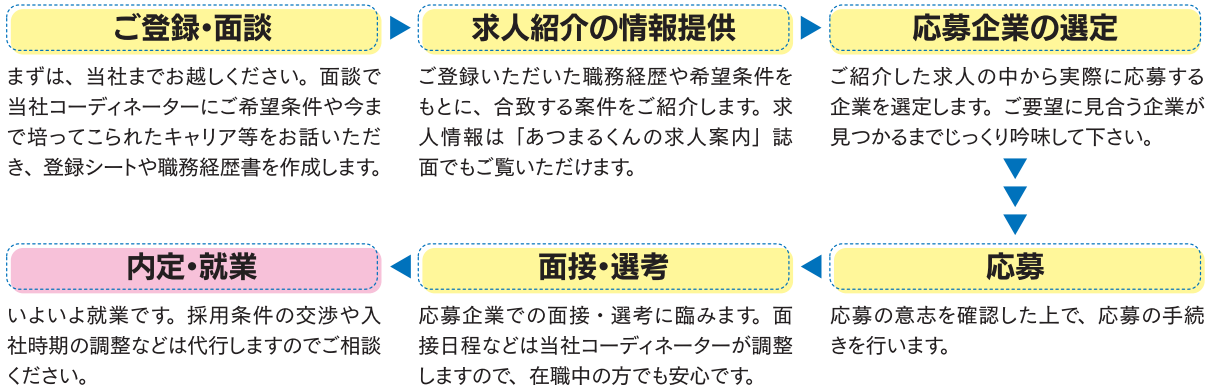 ご登録・面談
まずは、当社までお越しください。面談で
当社コーディネーターにご希望条件や今ま
で培ってこられたキャリア等をお話いただ
き、登録シートや職務経歴書を作成します。
求人紹介の情報提供
ご登録いただいた職務経歴や希望条件を
もとに、合致する案件をご紹介します。求
人情報は「あつまるくんの求人案内」誌
面でもご覧いただけます。
応募企業の選定
ご紹介した求人の中から実際に応募する
企業を選定します。ご要望に見合う企業が
見つかるまでじっくり吟味して下さい。
応募
応募の意志を確認した上で、応募の手続
きを行います。
面接・選考
応募企業での面接・選考に臨みます。面
接日程などは当社コーディネーターが調整
しますので、在職中の方でも安心です。
内定・就業
いよいよ就業です。採用条件の交渉や入
社時期の調整などは代行しますのでご相談
ください。